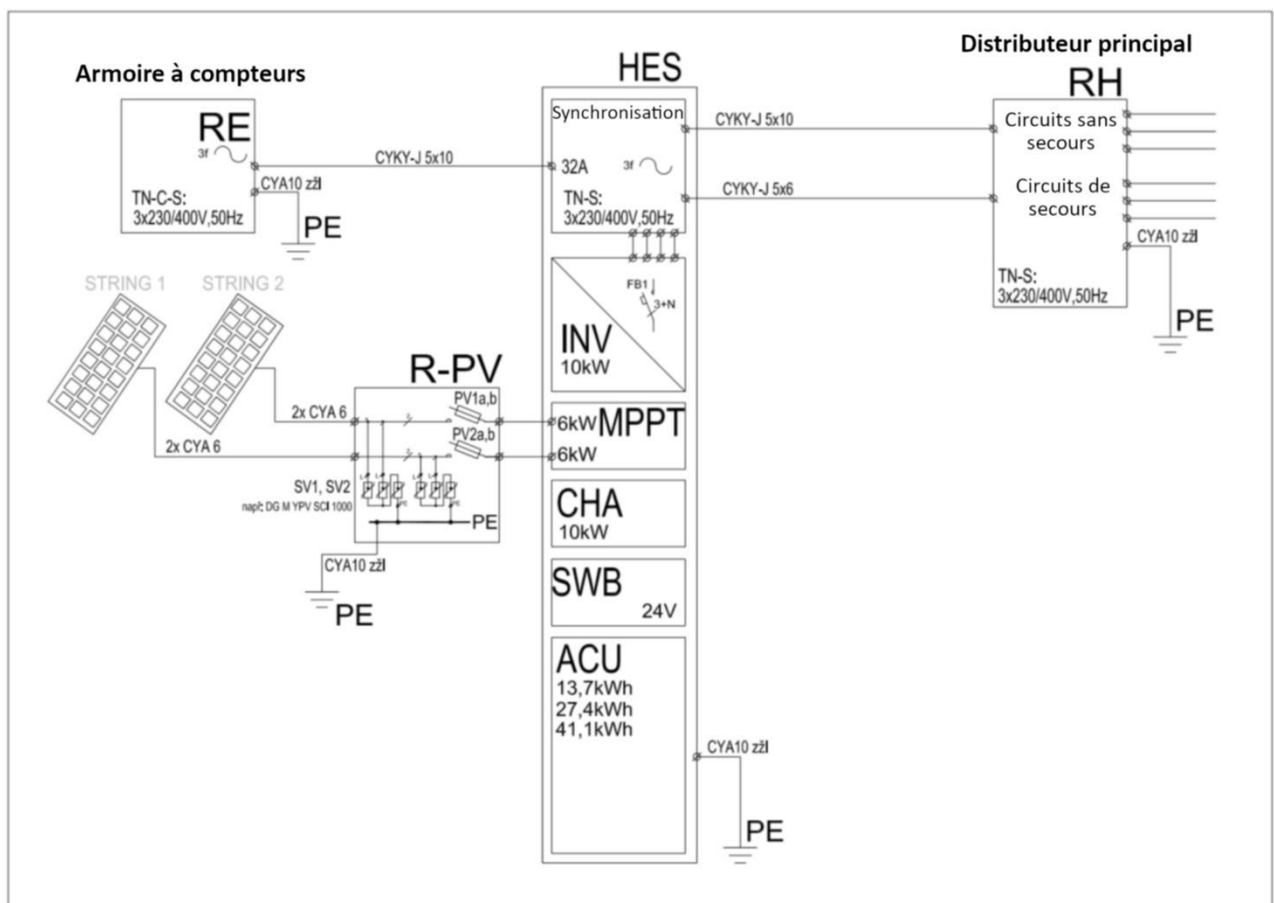 Armoire à compteurs
RE
3f
TN-C-S:
3x230/400V,50Hz
CYA10 zžl
PE
CYKY-J 5x10
HES
Synchronisation
32A
3f
TN-S:
3x230/400V,50Hz
CYKY-J 5x10
CYKY-J 5x6
Distributeur principal
RH
Circuits sans
secours
Circuits de
secours
TN-S:
3x230/400V,50Hz
CYA10 zžl
PE
STRING 1
STRING 2
2x CYA 6
2x CYA 6
R-PV
PV1a,b
PV2a,b
SV1, SV2
např: DG M YPV SCI 1000
PE
CYA10 zžl
PE
FB1
3+N
INV
10kW
6kW MPPT
6kW
CHA
10kW
SWB
24V
ACU
13,7kWh
27,4kWh
41,1kWh
CYA10 zžl
PE